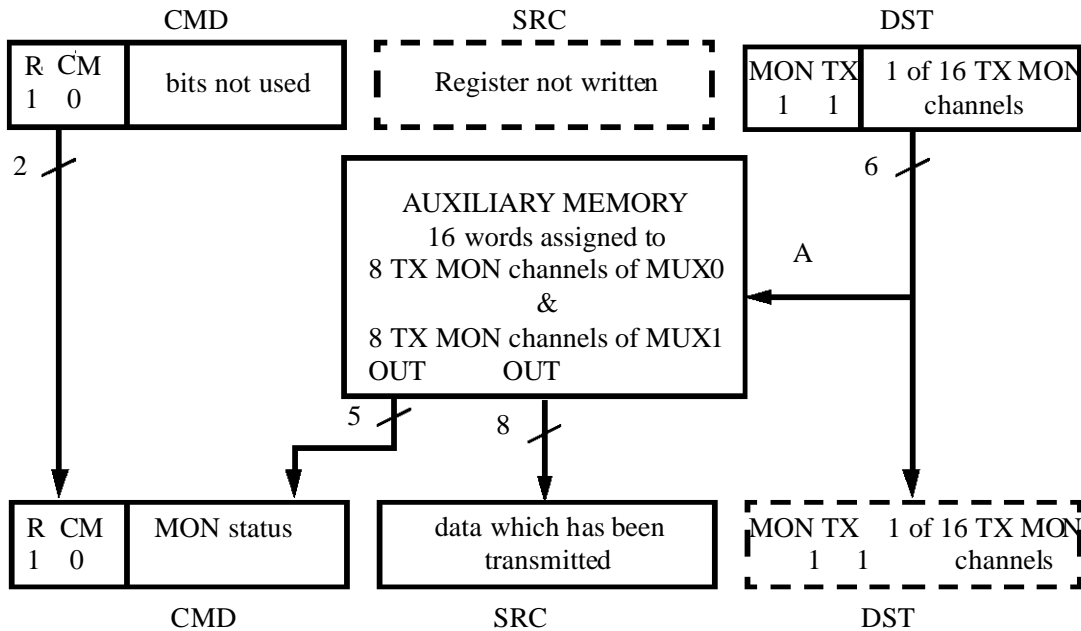 CMD
SRC
DST
R CM
1 0
bits not used
Register not written
MON TX
1 1
1 of 16 TX MON
channels
2
6
AUXILIARY MEMORY
16 words assigned to
8 TX MON channels of MUX0
&
8 TX MON channels of MUX1
OUT OUT
A
5
8
R CM
1 0
MON status
data which has been
transmitted
MON TX 1 of 16 TX MON
1 1 channels
CMD
SRC
DST